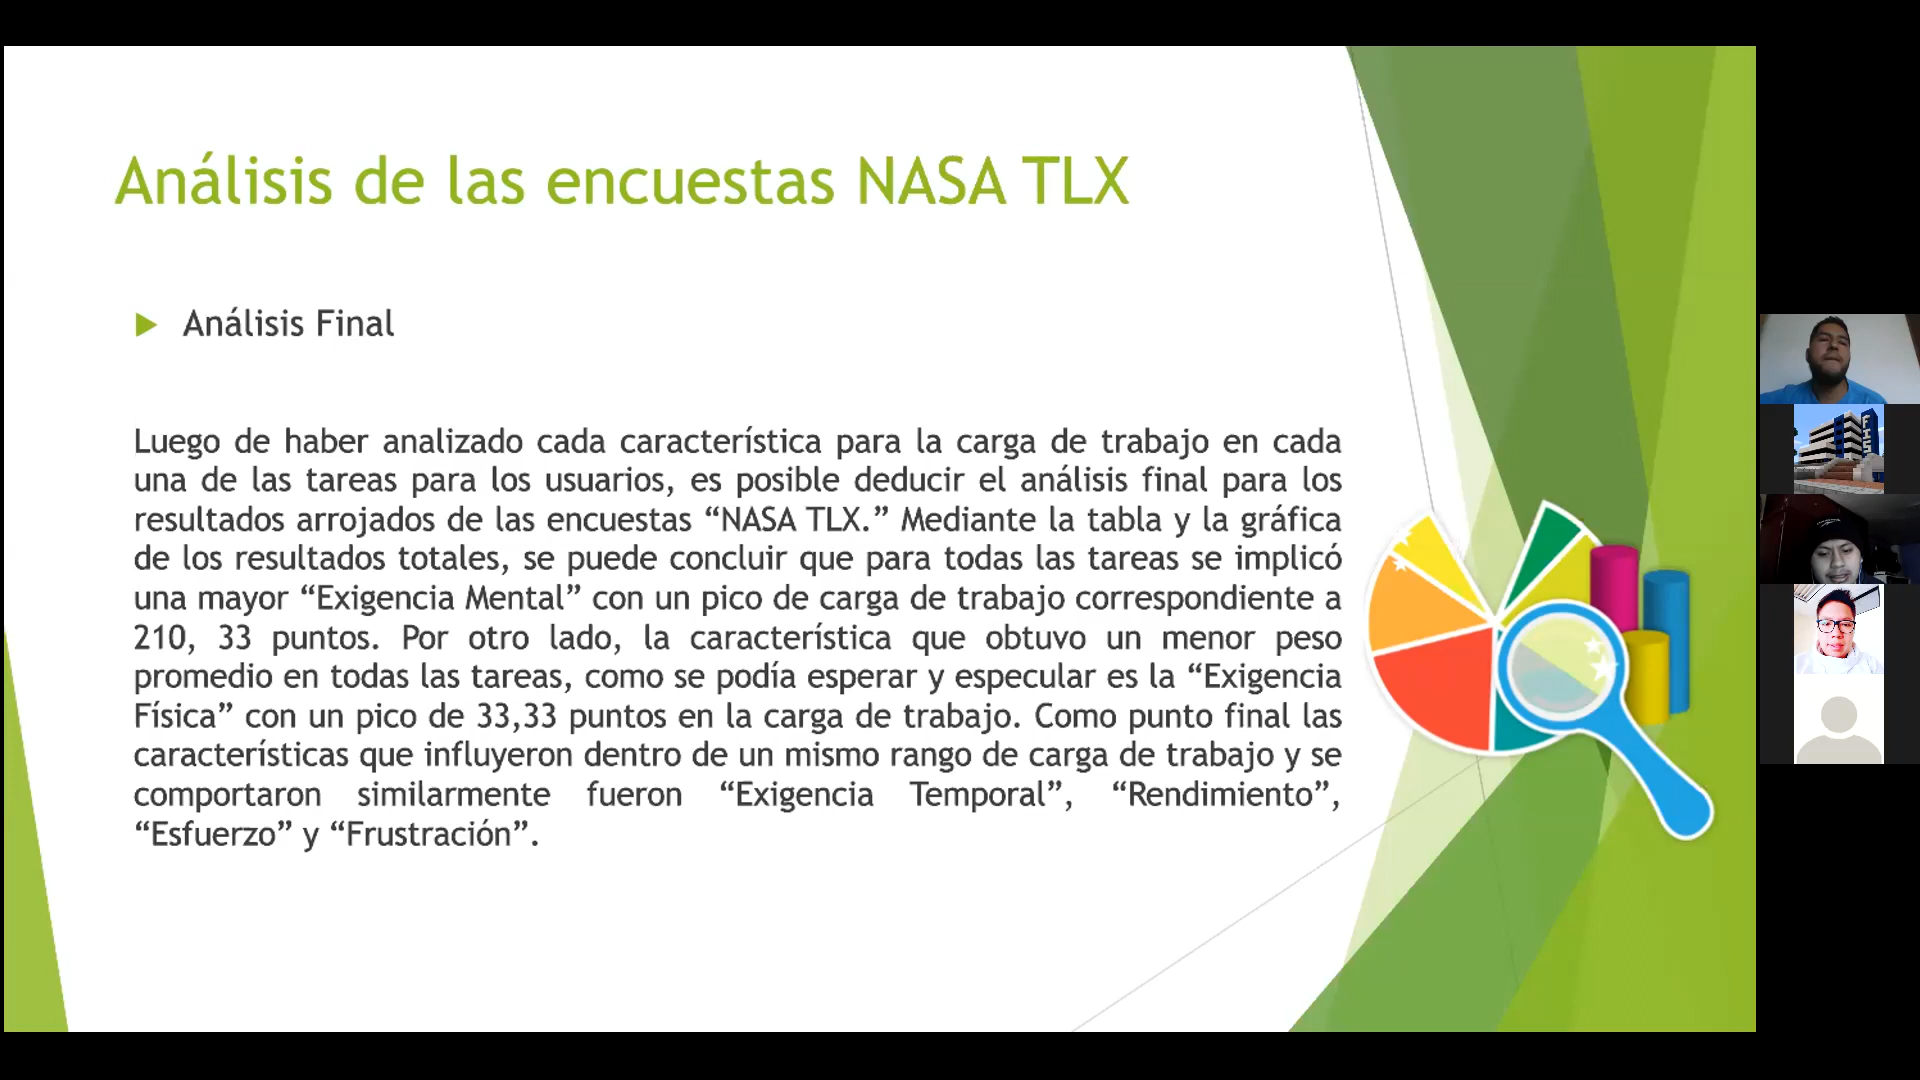 Análisis de las encuestas NASA TLX
Análisis Final
Luego de haber analizado cada característica para la carga de trabajo en cada
una de las tareas para los usuarios, es posible deducir el análisis final para los
resultados arrojados de las encuestas “NASA TLX.” Mediante la tabla y la gráfica
de los resultados totales, se puede concluir que para todas las tareas se implicó
una mayor “Exigencia Mental” con un pico de carga de trabajo correspondiente a
210, 33 puntos. Por otro lado, la característica que obtuvo un menor peso
promedio en todas las tareas, como se podía esperar y especular es la “Exigencia
Física” con un pico de 33,33 puntos en la carga de trabajo. Como punto final las
características que influyeron dentro de un mismo rango de carga de trabajo y se
comportaron similarmente fueron “Exigencia Temporal”, “Rendimiento”,
“Esfuerzo” y “Frustración”.